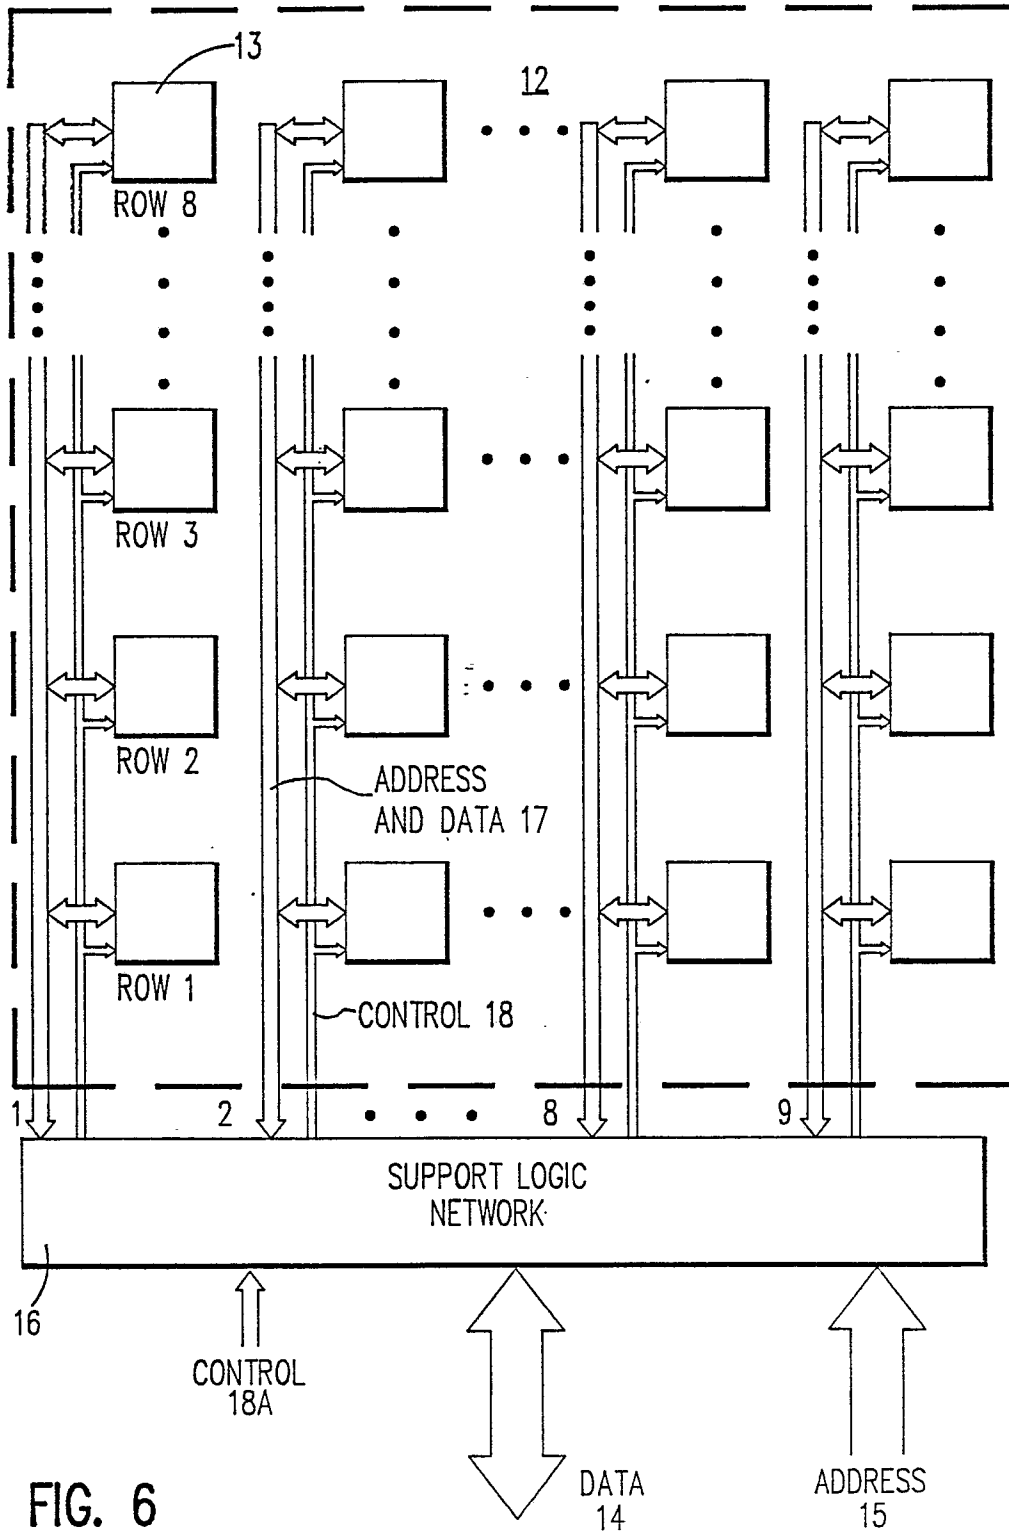 13
12
ROW 8
ROW 3
ROW 2
ADDRESS
AND DATA 17
ROW 1
CONTROL 18
1
2
8
9
SUPPORT LOGIC
NETWORK
16
CONTROL
18A
DATA
14
ADDRESS
15
FIG. 6